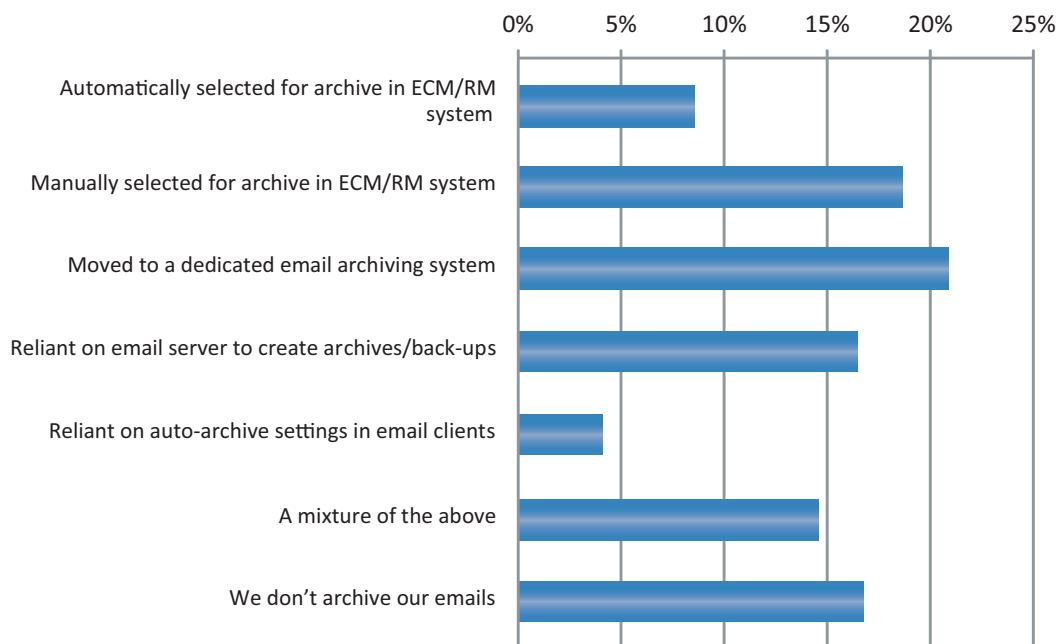 0% 5% 10% 15% 20% 25%
Automatically selected for archive in ECM/RM
system
Manually selected for archive in ECM/RM system
Moved to a dedicated email archiving system
Reliant on email server to create archives/back-ups
Reliant on auto-archive settings in email clients
A mixture of the above
We don’t archive our emails